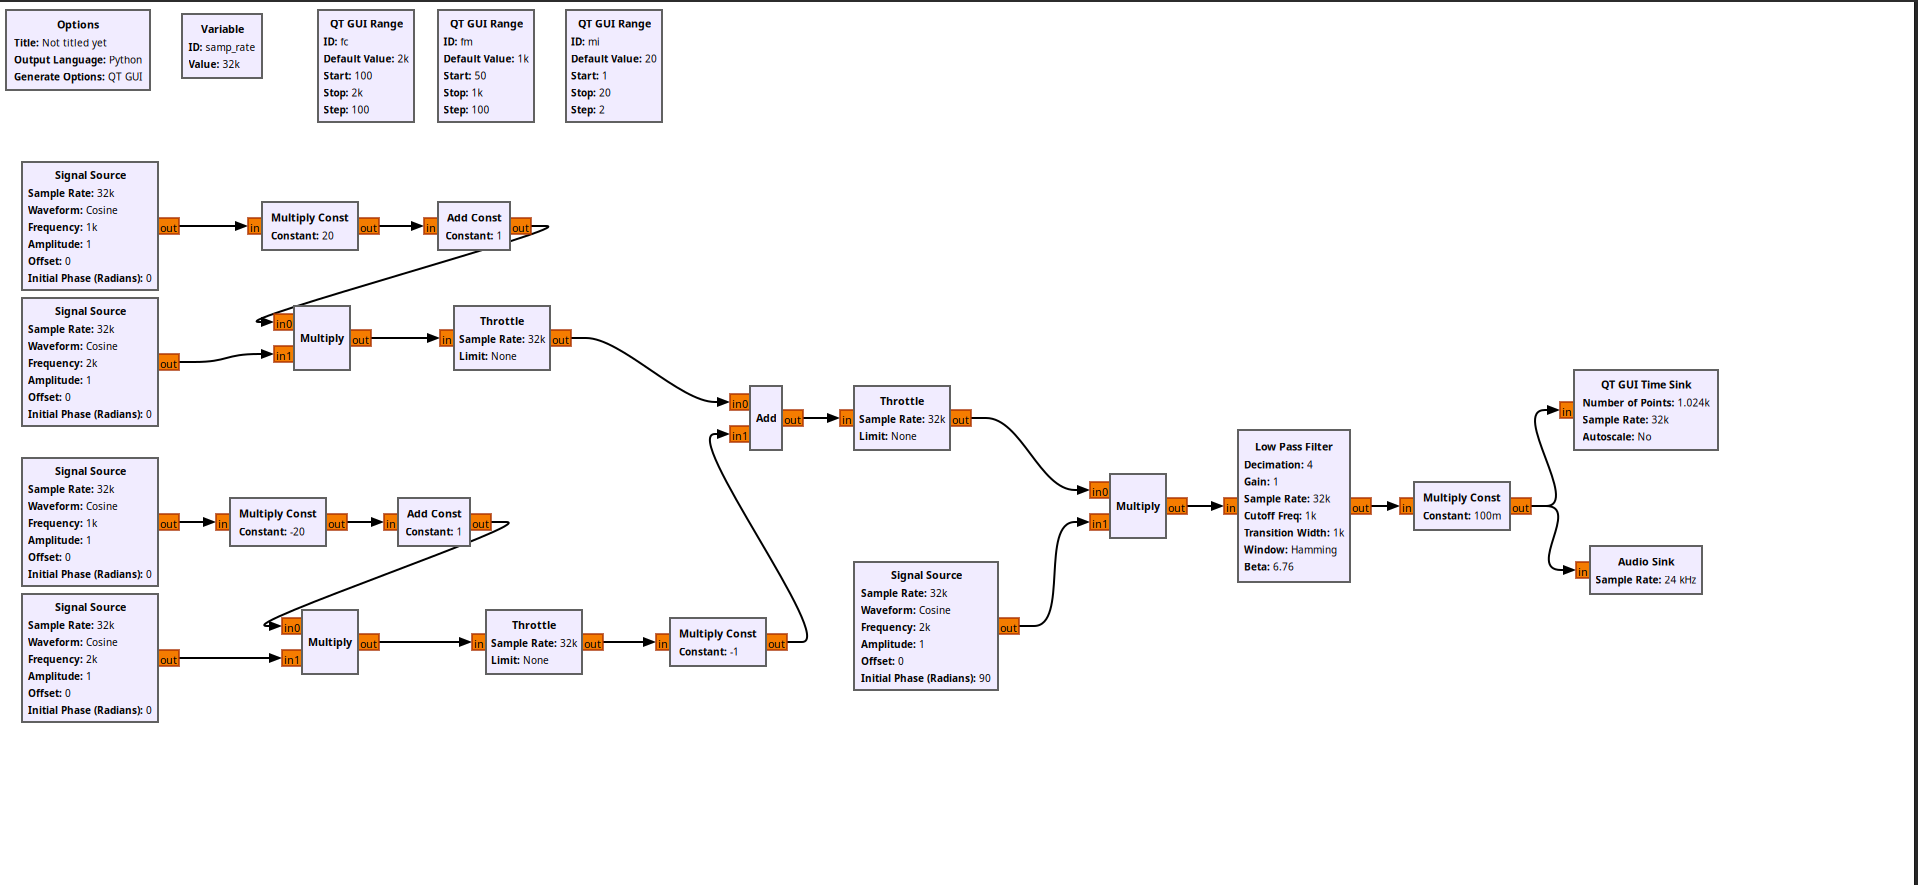 Options
Title: Not titled yet
Output Language: Python
Generate Options: QT GUI
Variable
ID: samp_rate
Value: 32k
QT GUI Range
ID: fc
Default Value: 2k
Start: 100
Stop: 2k
Step: 100
QT GUI Range
ID: fm
Default Value: 1k
Start: 50
Stop: 1k
Step: 100
QT GUI Range
ID: mi
Default Value: 20
Start: 1
Stop: 20
Step: 2
Signal Source
Sample Rate: 32k
Waveform: Cosine
Frequency: 1k
Amplitude: 1
Offset: 0
Initial Phase (Radians): 0
out
in
Multiply Const
Constant: 20
out
in
Add Const
Constant: 1
out
Signal Source
Sample Rate: 32k
Waveform: Cosine
Frequency: 2k
Amplitude: 1
Offset: 0
Initial Phase (Radians): 0
out
in0
in1
Multiply
out
in
Throttle
Sample Rate: 32k
Limit: None
out
Signal Source
Sample Rate: 32k
Waveform: Cosine
Frequency: 1k
Amplitude: 1
Offset: 0
Initial Phase (Radians): 0
out
in
Multiply Const
Constant: -20
out
in
Add Const
Constant: 1
out
Signal Source
Sample Rate: 32k
Waveform: Cosine
Frequency: 2k
Amplitude: 1
Offset: 0
Initial Phase (Radians): 0
out
in0
in1
Multiply
out
in
Throttle
Sample Rate: 32k
Limit: None
out
in
Multiply Const
Constant: -1
out
in0
in1
Add
out
in
Throttle
Sample Rate: 32k
Limit: None
out
Signal Source
Sample Rate: 32k
Waveform: Cosine
Frequency: 2k
Amplitude: 1
Offset: 0
Initial Phase (Radians): 90
out
in0
in1
Multiply
out
in
Low Pass Filter
Decimation: 4
Gain: 1
Sample Rate: 32k
Cutoff Freq: 1k
Transition Width: 1k
Window: Hamming
Beta: 6.76
out
in
Multiply Const
Constant: 100m
out
in
QT GUI Time Sink
Number of Points: 1.024k
Sample Rate: 32k
Autoscale: No
in
Audio Sink
Sample Rate: 24 kHz